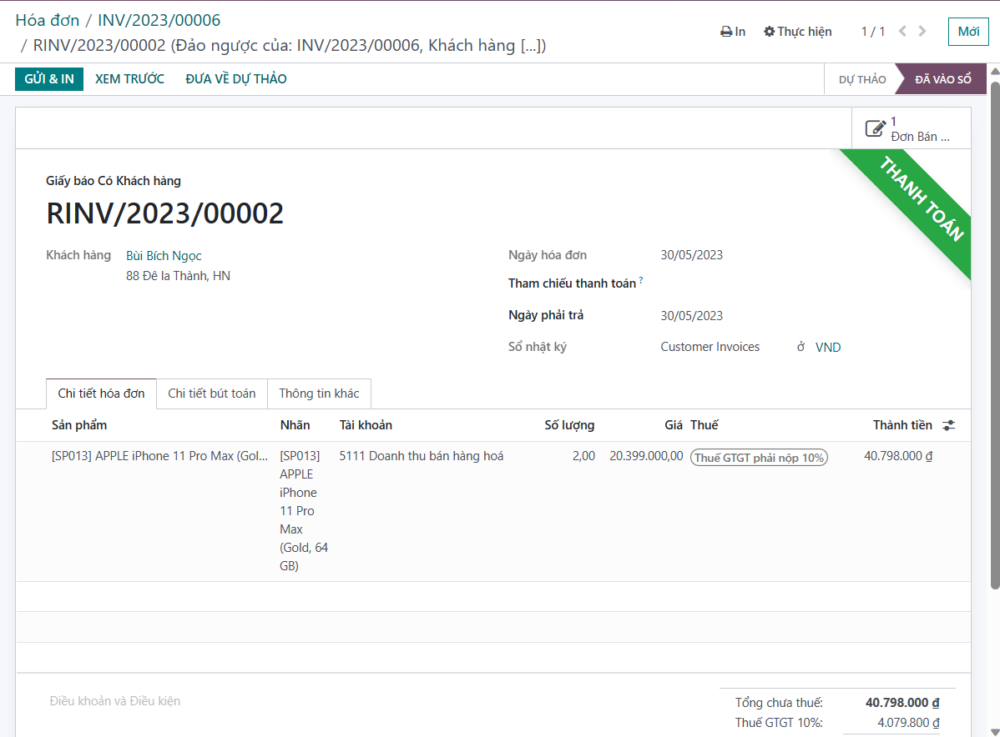 Hóa đơn / INV/2023/00006
/ RINV/2023/00002 (Đảo ngược của: INV/2023/00006, Khách hàng [...])
In
Thực hiện
1 / 1
Mới
GỬI & IN
XEM TRƯỚC
ĐƯA VỀ DỰ THẢO
DỰ THẢO
ĐÃ VÀO SỔ
1
Đơn Bán ...
THANH TOÁN
Giấy báo Có Khách hàng
RINV/2023/00002
Khách hàng Bùi Bích Ngọc
88 Đê la Thành, HN
Ngày hóa đơn 30/05/2023
Tham chiếu thanh toán ?
Ngày phải trả 30/05/2023
Sổ nhật ký Customer Invoices ở VND
Chi tiết hóa đơn Chi tiết bút toán Thông tin khác
Sản phẩm Nhãn Tài khoản Số lượng Giá Thuế Thành tiền
[SP013] APPLE iPhone 11 Pro Max (Gol... [SP013] 5111 Doanh thu bán hàng hoá 2,00 20.399.000,00 Thuế GTGT phải nộp 10% 40.798.000 ₫
APPLE
iPhone
11 Pro
Max
(Gold, 64
GB)
Điều khoản và Điều kiện
Tổng chưa thuế: 40.798.000 ₫
Thuế GTGT 10%: 4.079.800 ₫